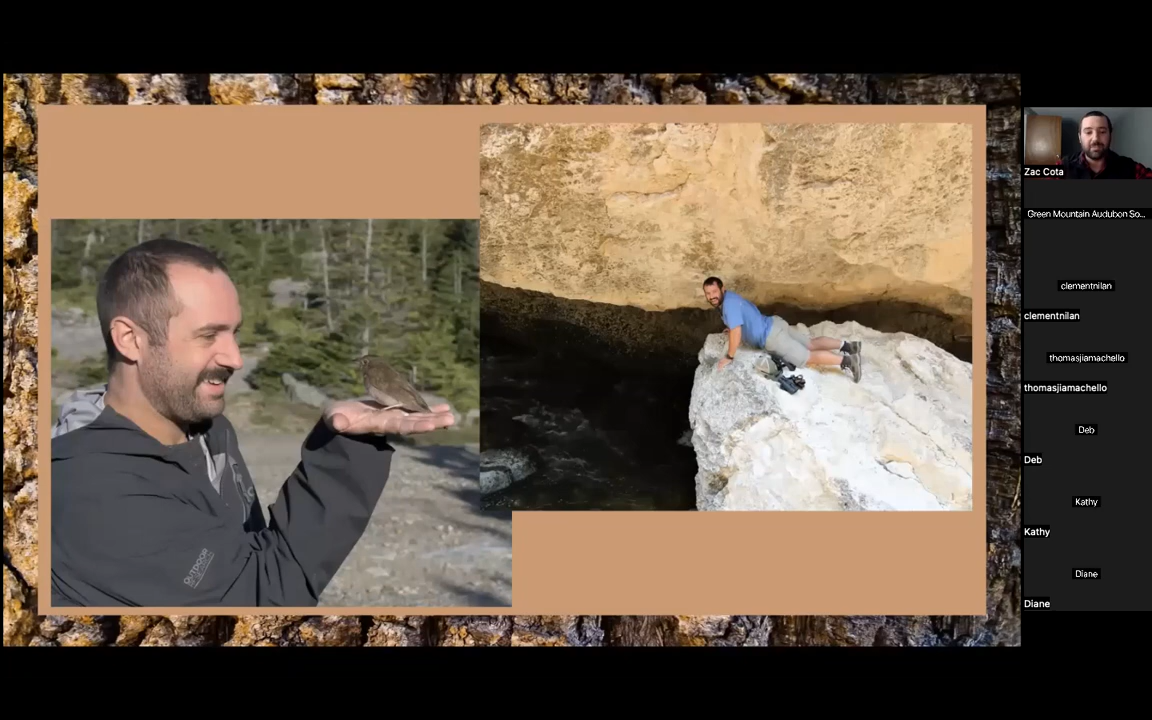 OUTDOOR
Zac Cota
Green Mountain Audubon So...
clementnilan
clementnilan
thomasjiamachello
thomasjiamachello
Deb
Deb
Kathy
Kathy
Diane
Diane